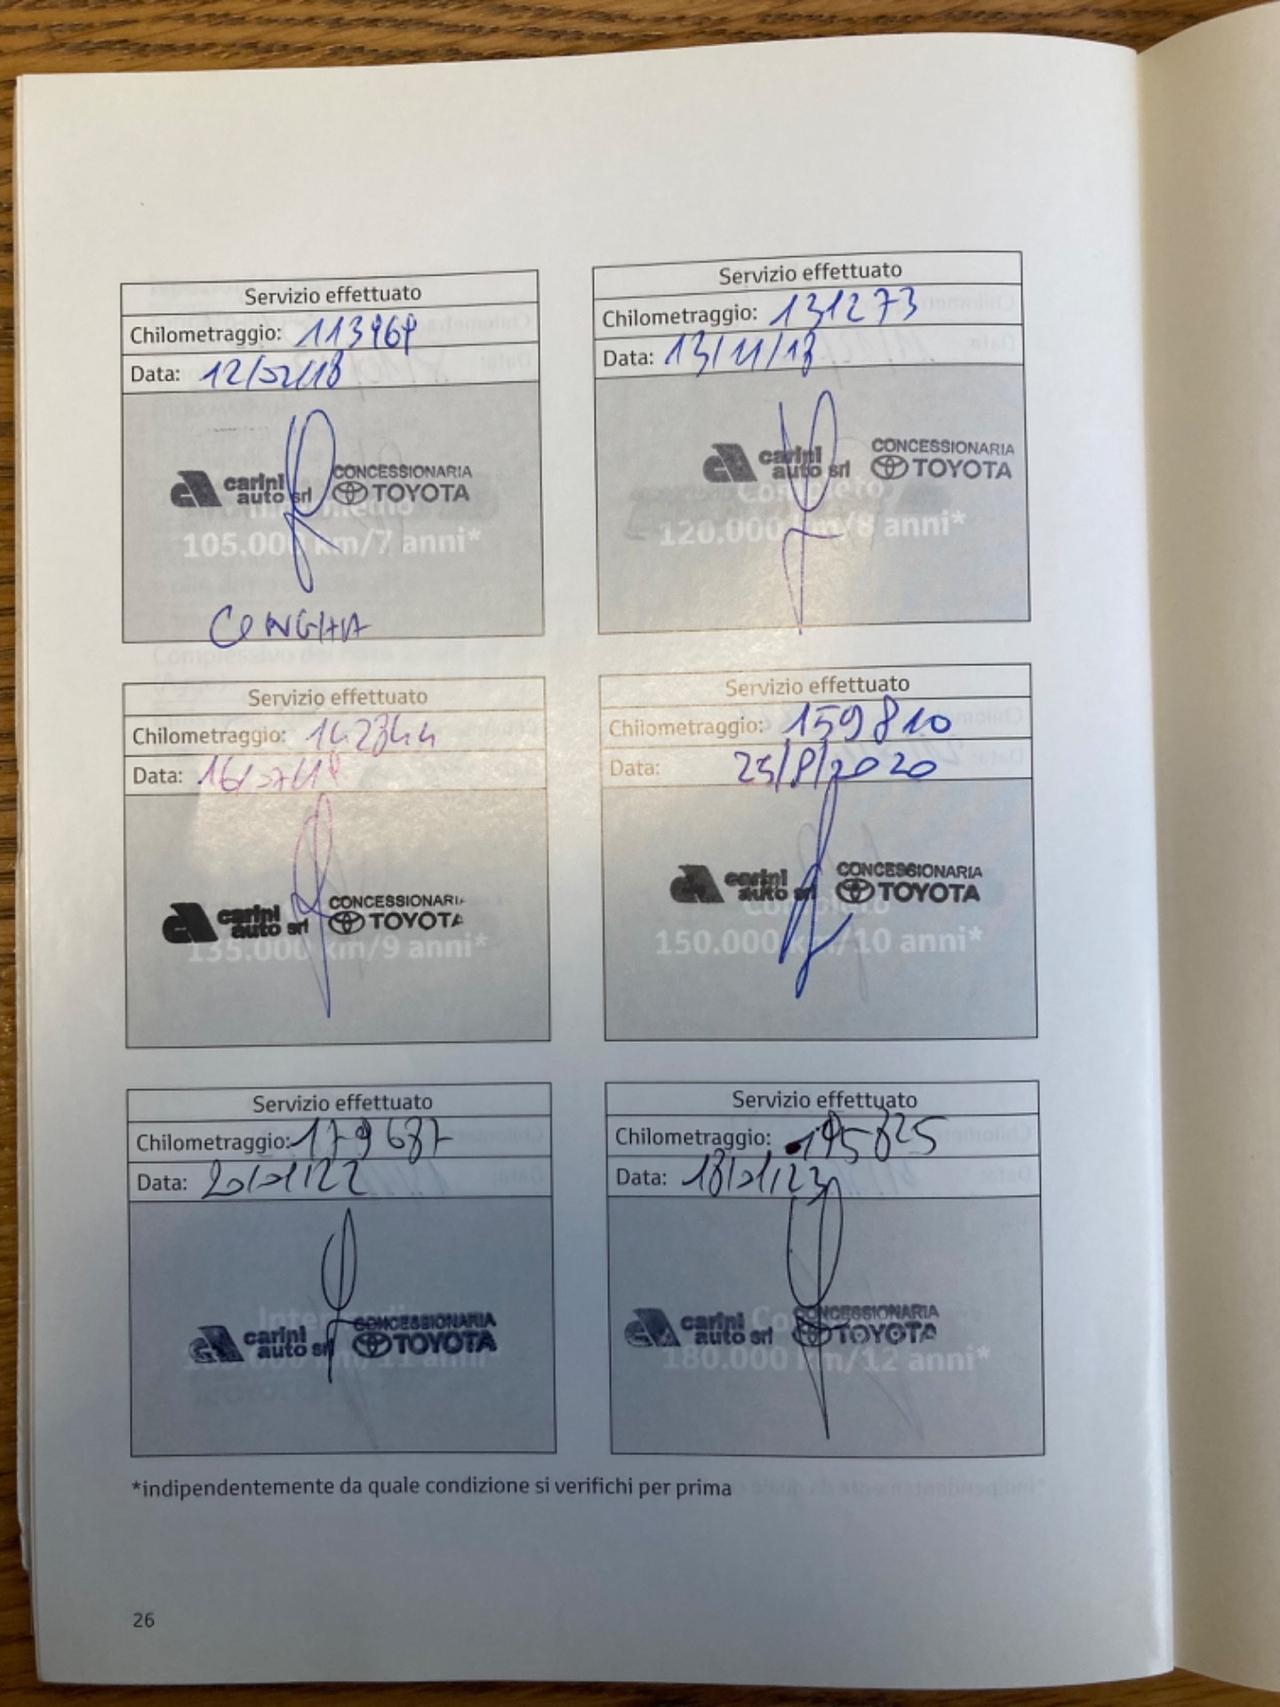 Servizio effettuato
Chilometraggio: 113964
Data: 12/02/18
carini
auto srl
CONCESSIONARIA
TOYOTA
105.000 km/7 anni*
Servizio effettuato
Chilometraggio: 131273
Data: 13/11/18
carini
auto srl
CONCESSIONARIA
TOYOTA
Completo
120.000 km/8 anni*
Servizio effettuato
Chilometraggio: 142344
Data:
carini
auto srl
CONCESSIONARIA
TOYOTA
135.000 km/9 anni*
Servizio effettuato
Chilometraggio: 159810
Data: 25/8/2020
carini
auto srl
CONCESSIONARIA
TOYOTA
150.000 km/10 anni*
Servizio effettuato
Chilometraggio: 179687
Data: 20/01/22
carini
auto srl
CONCESSIONARIA
TOYOTA
Servizio effettuato
Chilometraggio: 195825
Data: 18/01/23
carini
auto srl
CONCESSIONARIA
TOYOTA
180.000 km/12 anni*
*indipendentemente da quale condizione si verifichi per prima
26